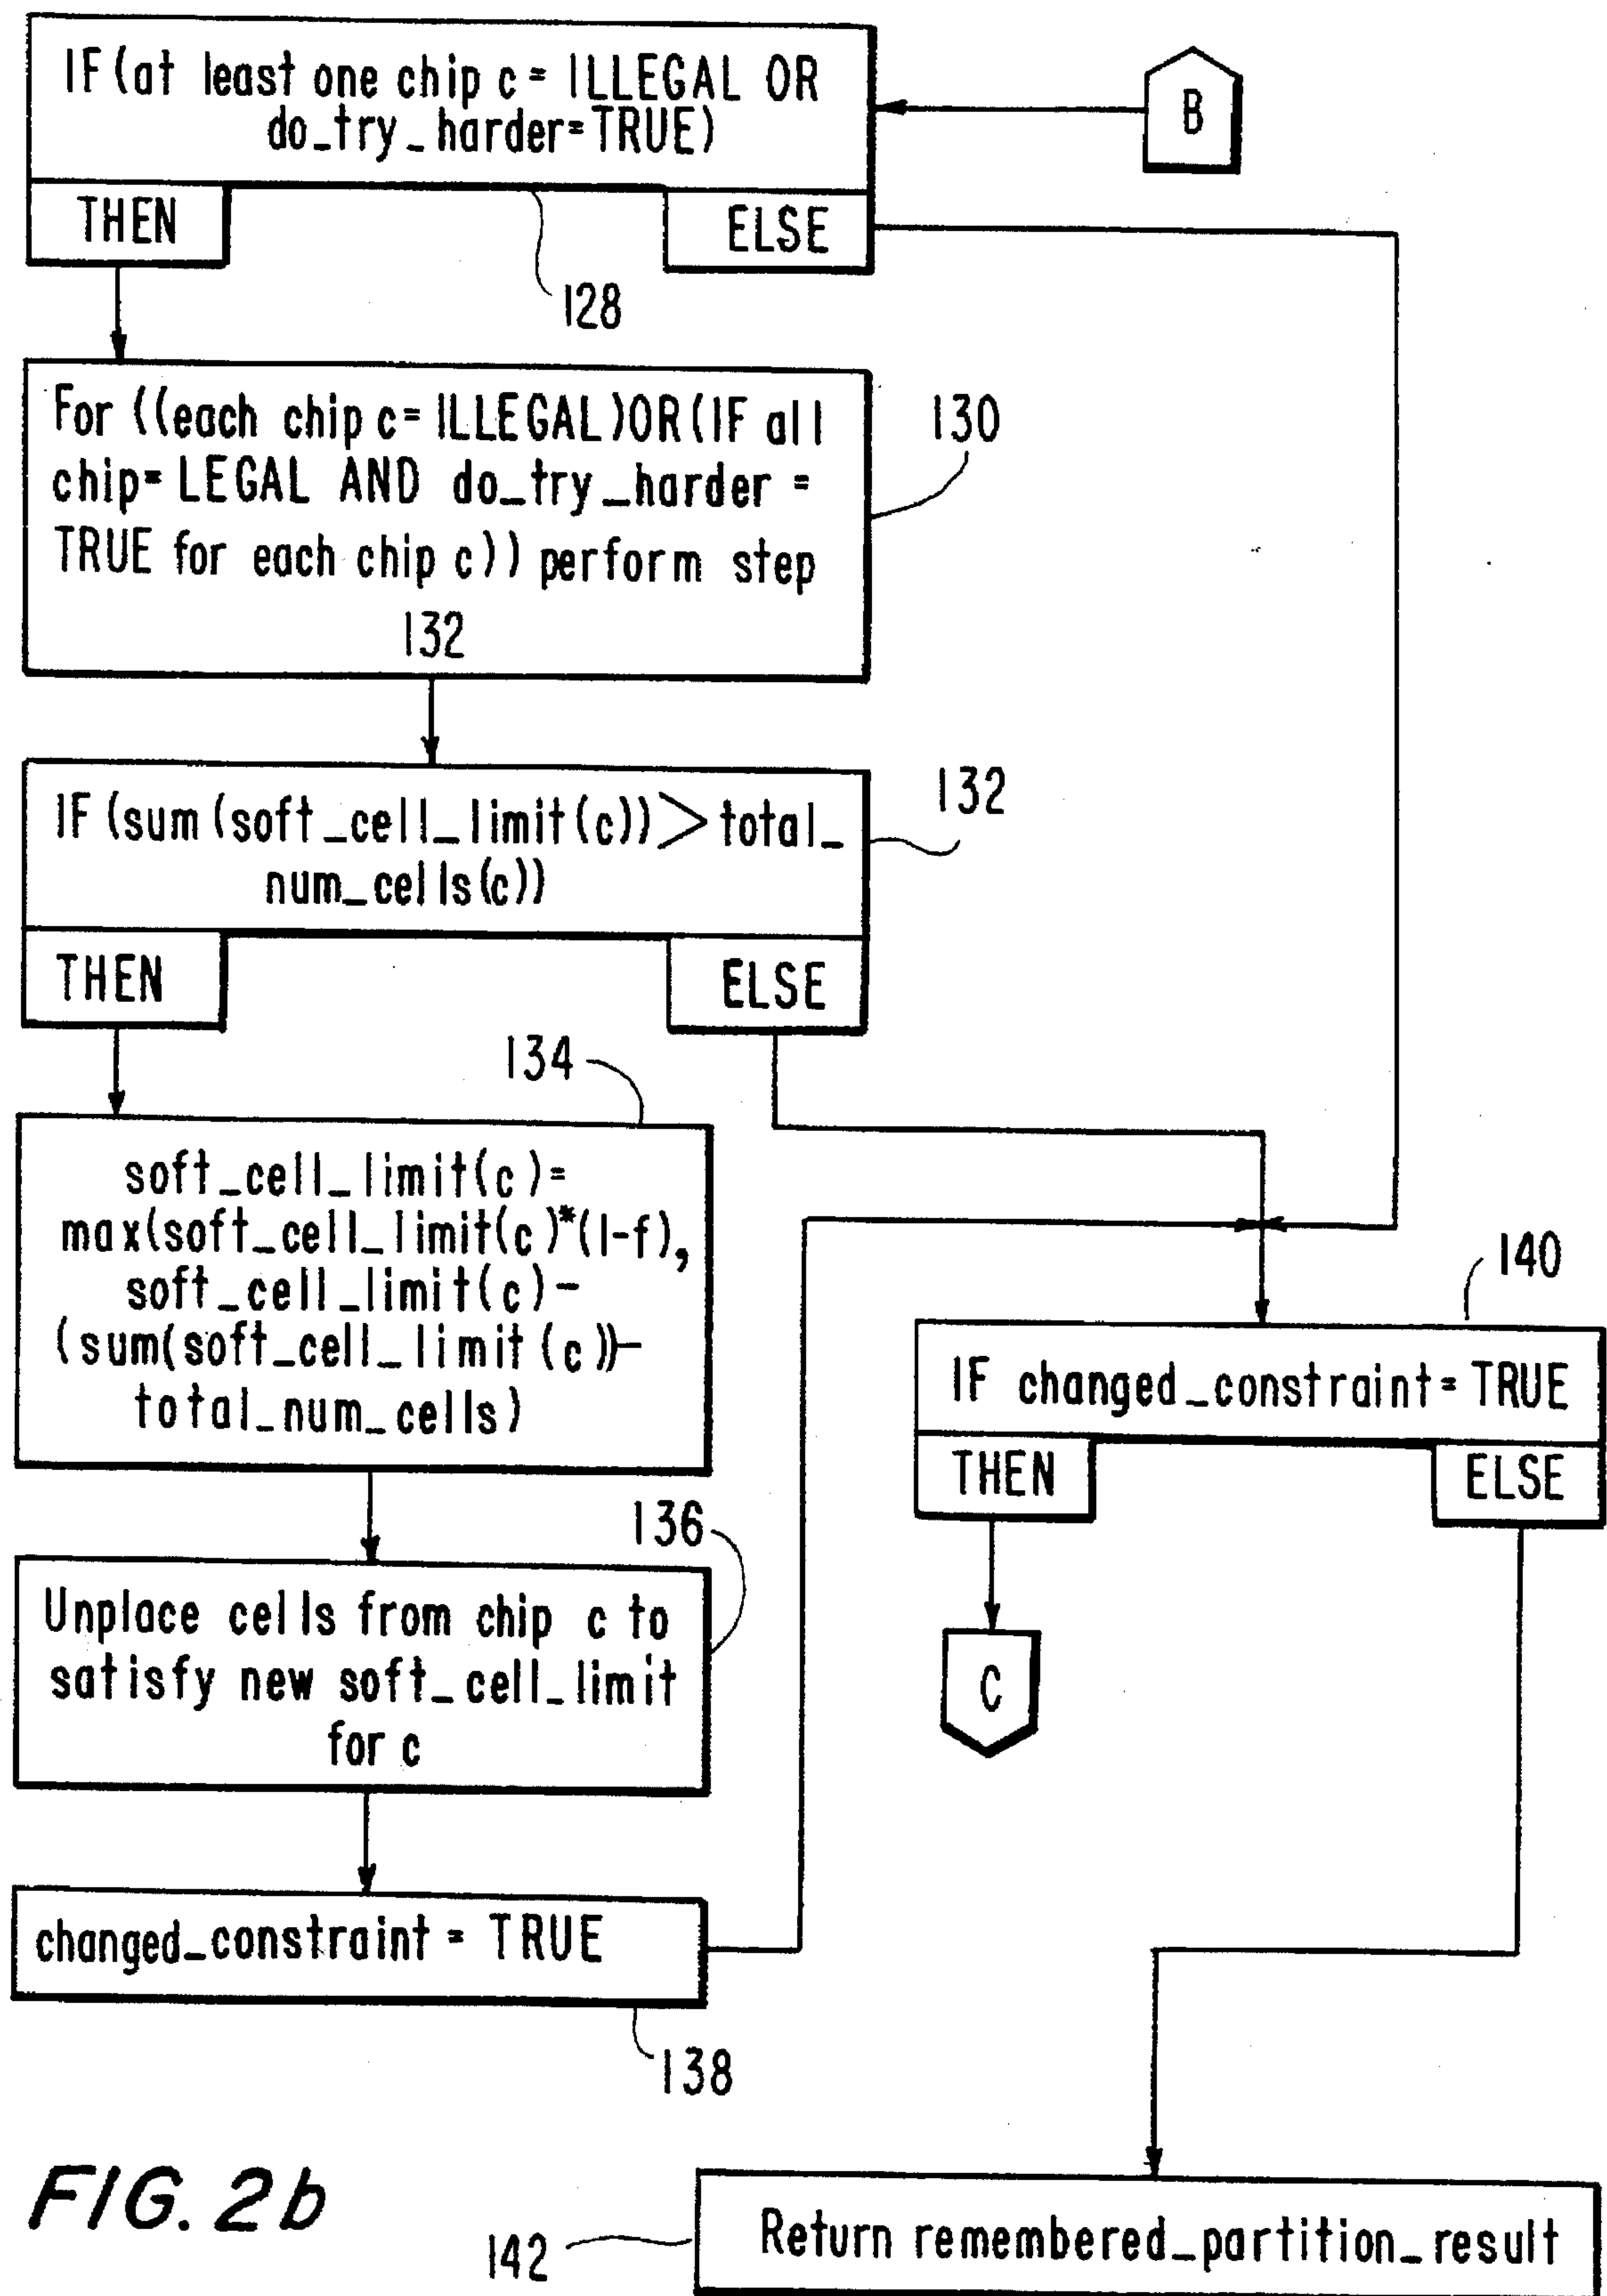 IF (at least one chip c= ILLEGAL OR
do_try_harder=TRUE)
B
THEN
ELSE
128
For ((each chip c= ILLEGAL)OR(IF all
chip= LEGAL AND do_try_harder =
TRUE for each chip c)) perform step
132
130
IF (sum (soft_cell_limit(c)) > total_
num_cells(c))
132
THEN
ELSE
134
soft_cell_limit(c)=
max(soft_cell_limit(c)*(1-f),
soft_cell_limit(c)-
(sum(soft_cell_limit(c))-
total_num_cells)
140
IF changed_constraint= TRUE
THEN
ELSE
136
Unplace cells from chip c to
satisfy new soft_cell_limit
for c
C
changed_constraint = TRUE
138
FIG. 2b
142
Return remembered_partition_result